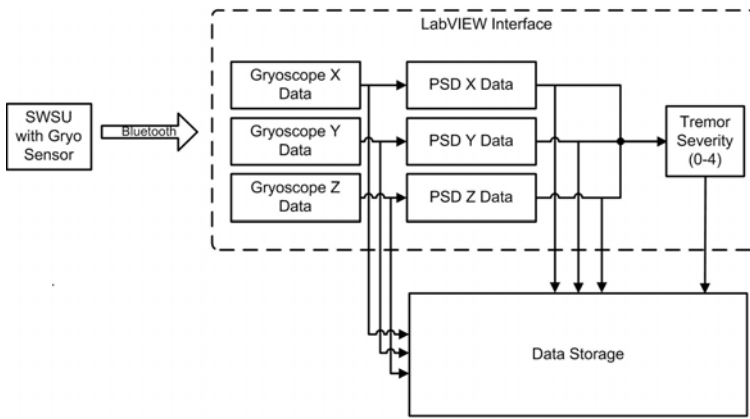 LabVIEW Interface
SWSU
with Gryo
Sensor
Bluetooth
Gryoscope X
Data
PSD X Data
Gryoscope Y
Data
PSD Y Data
Gryoscope Z
Data
PSD Z Data
Tremor
Severity
(0-4)
Data Storage